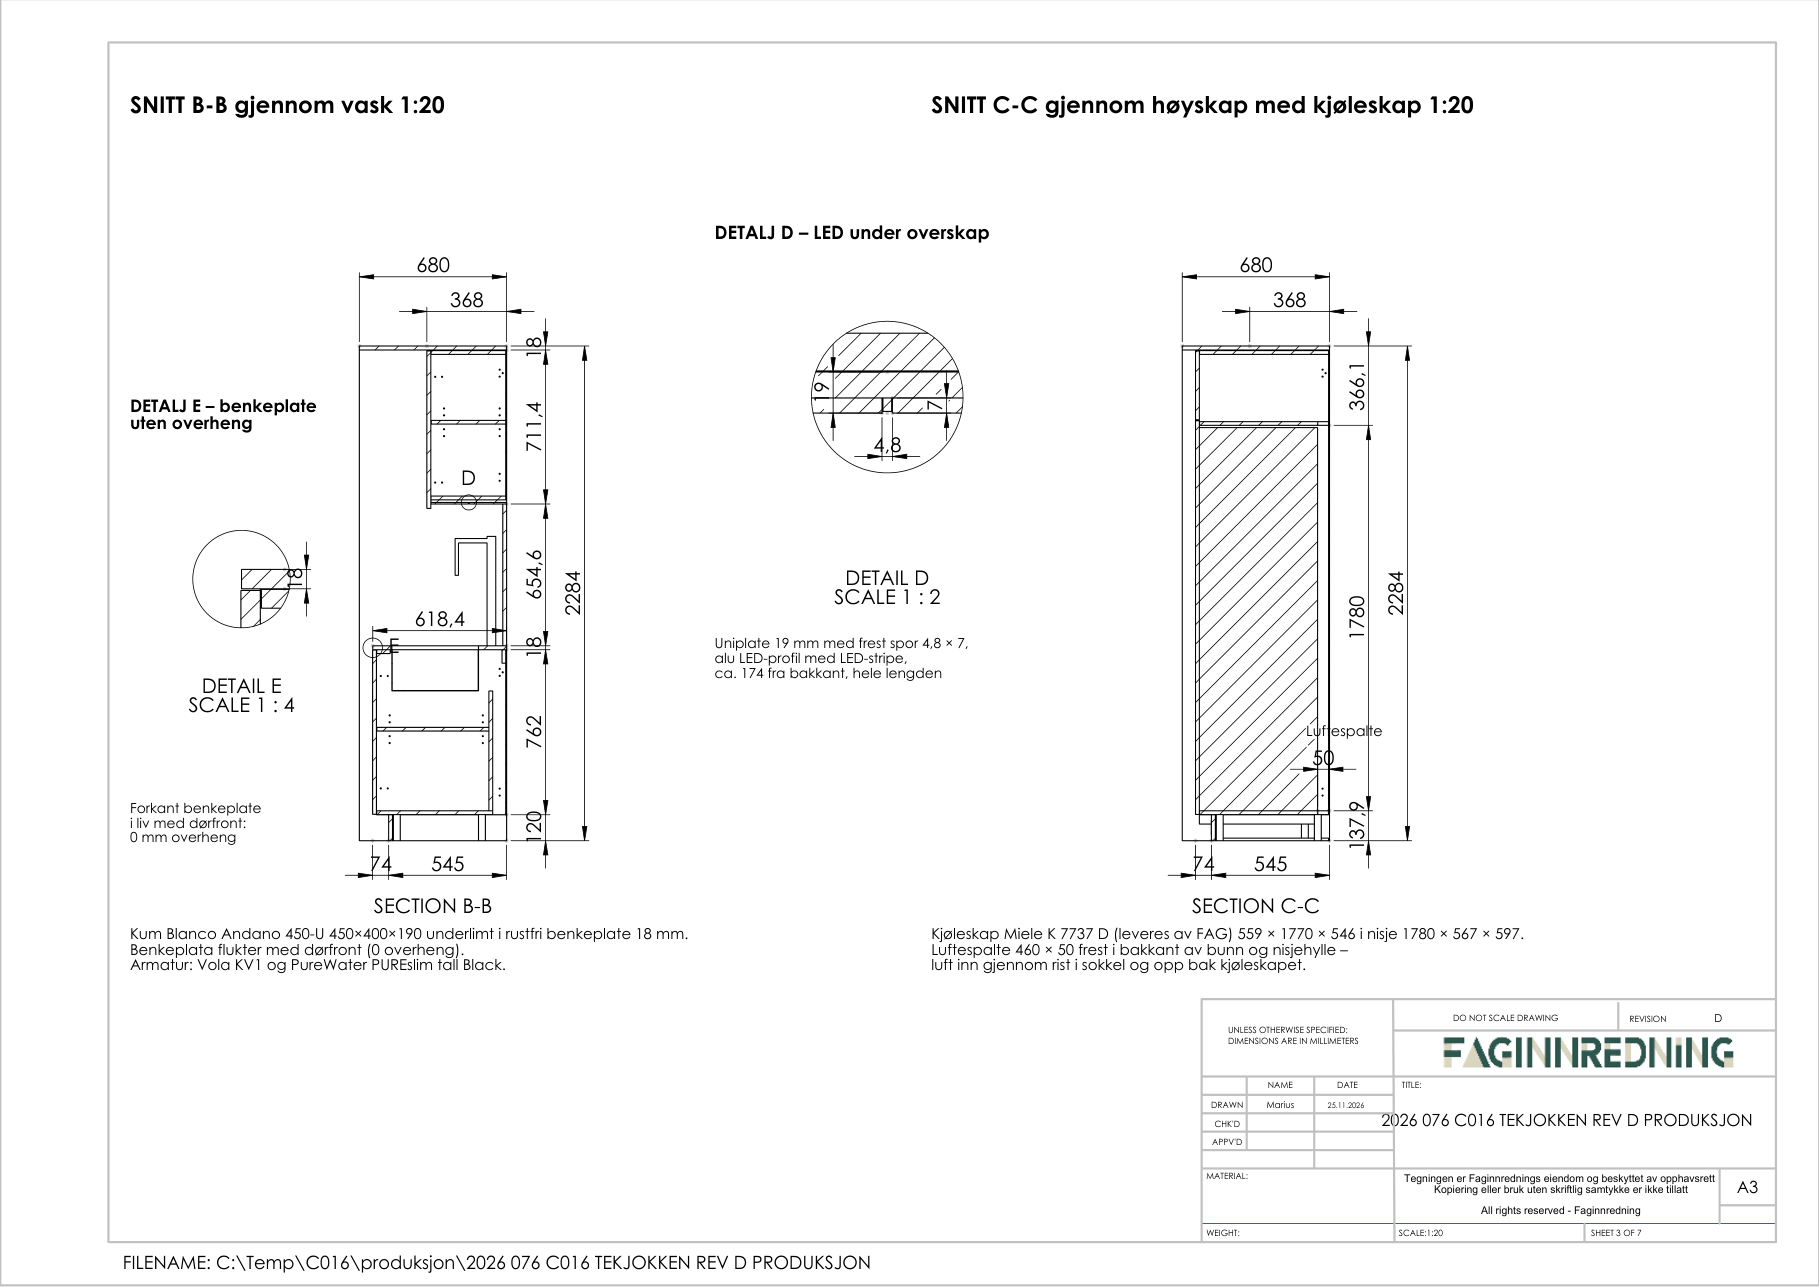 SNITT B-B gjennom vask 1:20
SNITT C-C gjennom høyskap med kjøleskap 1:20
DETALJ D – LED under overskap
680
368
18
711,4
D
654,6
2284
618,4
E
18
762
120
74
545
SECTION B-B
DETALJ E – benkeplate
uten overheng
18
DETAIL E
SCALE 1 : 4
Forkant benkeplate
i liv med dørfront:
0 mm overheng
19
7
4,8
DETAIL D
SCALE 1 : 2
Uniplate 19 mm med frest spor 4,8 × 7,
alu LED-profil med LED-stripe,
ca. 174 fra bakkant, hele lengden
680
368
366,1
1780
2284
Luftespalte
50
137,9
74
545
SECTION C-C
Kum Blanco Andano 450-U 450×400×190 underlimt i rustfri benkeplate 18 mm.
Benkeplata flukter med dørfront (0 overheng).
Armatur: Vola KV1 og PureWater PUREslim tall Black.
Kjøleskap Miele K 7737 D (leveres av FAG) 559 × 1770 × 546 i nisje 1780 × 567 × 597.
Luftespalte 460 × 50 frest i bakkant av bunn og nisjehylle –
luft inn gjennom rist i sokkel og opp bak kjøleskapet.
UNLESS OTHERWISE SPECIFIED:
DIMENSIONS ARE IN MILLIMETERS
DO NOT SCALE DRAWING
REVISION D
FAGINNREDNING
NAME DATE
DRAWN Marius 25.11.2026
CHK'D
APPV'D
TITLE:
2026 076 C016 TEKJOKKEN REV D PRODUKSJON
MATERIAL:
Tegningen er Faginnrednings eiendom og beskyttet av opphavsrett
Kopiering eller bruk uten skriftlig samtykke er ikke tillatt
All rights reserved - Faginnredning
A3
WEIGHT:
SCALE:1:20
SHEET 3 OF 7
FILENAME: C:\Temp\C016\produksjon\2026 076 C016 TEKJOKKEN REV D PRODUKSJON